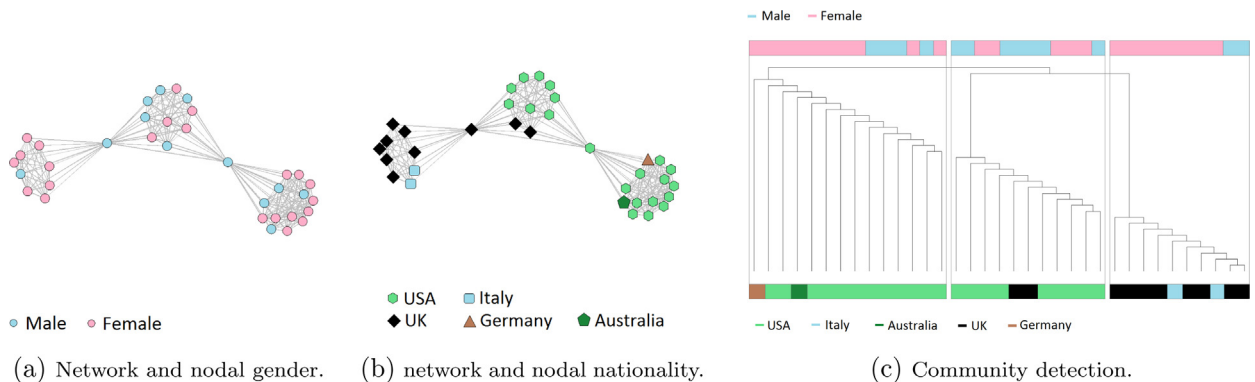 Male Female
USA Italy
Male Female
UK Germany Australia
USA Italy Australia UK Germany
(a) Network and nodal gender.
(b) network and nodal nationality.
(c) Community detection.